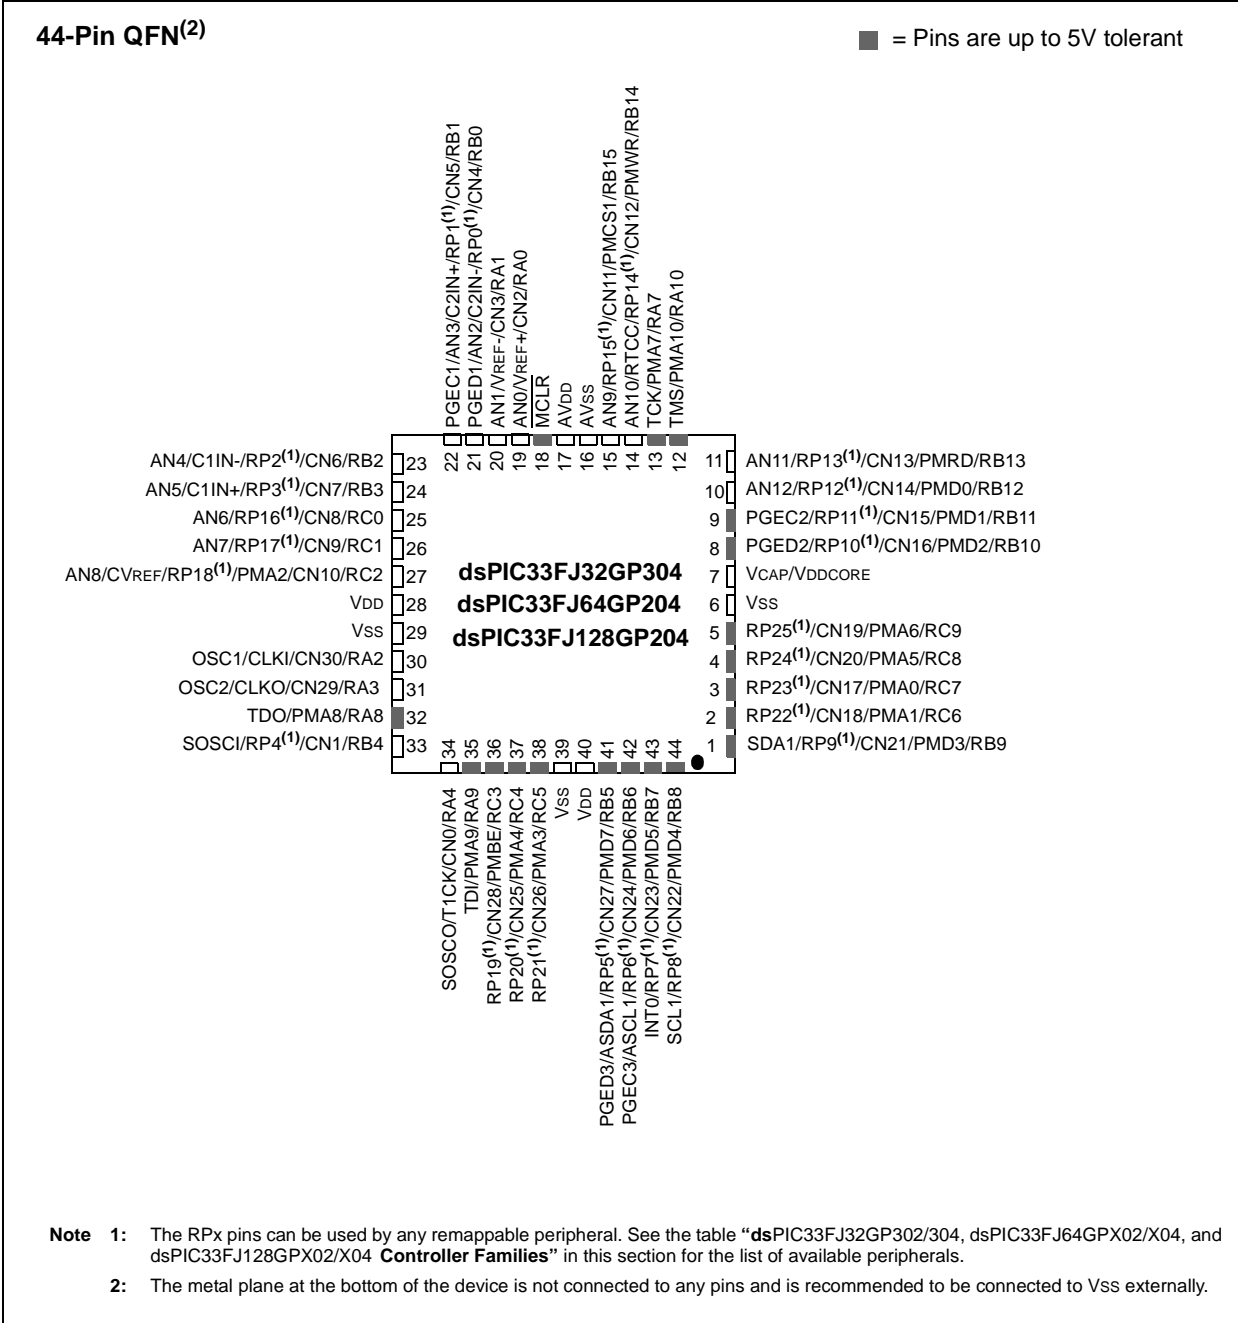 44-Pin QFN(2)
= Pins are up to 5V tolerant
PGEC1/AN3/C2IN+/RP1(1)/CN5/RB1
PGED1/AN2/C2IN-/RP0(1)/CN4/RB0
AN1/VREF-/CN3/RA1
AN0/VREF+/CN2/RA0
MCLR
AVDD
AVSS
AN9/RP15(1)/CN11/PMCS1/RB15
AN10/RTCC/RP14(1)/CN12/PMWR/RB14
TCK/PMA7/RA7
TMS/PMA10/RA10
22 21 20 19 18 17 16 15 14 13 12
AN4/C1IN-/RP2(1)/CN6/RB2 23
AN5/C1IN+/RP3(1)/CN7/RB3 24
AN6/RP16(1)/CN8/RC0 25
AN7/RP17(1)/CN9/RC1 26
AN8/CVREF/RP18(1)/PMA2/CN10/RC2 27
VDD 28
VSS 29
OSC1/CLKI/CN30/RA2 30
OSC2/CLKO/CN29/RA3 31
TDO/PMA8/RA8 32
SOSCI/RP4(1)/CN1/RB4 33
dsPIC33FJ32GP304
dsPIC33FJ64GP204
dsPIC33FJ128GP204
11 AN11/RP13(1)/CN13/PMRD/RB13
10 AN12/RP12(1)/CN14/PMD0/RB12
9 PGEC2/RP11(1)/CN15/PMD1/RB11
8 PGED2/RP10(1)/CN16/PMD2/RB10
7 VCAP/VDDCORE
6 VSS
5 RP25(1)/CN19/PMA6/RC9
4 RP24(1)/CN20/PMA5/RC8
3 RP23(1)/CN17/PMA0/RC7
2 RP22(1)/CN18/PMA1/RC6
1 SDA1/RP9(1)/CN21/PMD3/RB9
34 35 36 37 38 39 40 41 42 43 44
SOSCO/T1CK/CN0/RA4
TDI/PMA9/RA9
RP19(1)/CN28/PMBE/RC3
RP20(1)/CN25/PMA4/RC4
RP21(1)/CN26/PMA3/RC5
VSS
VDD
PGED3/ASDA1/RP5(1)/CN27/PMD7/RB5
PGEC3/ASCL1/RP6(1)/CN24/PMD6/RB6
INT0/RP7(1)/CN23/PMD5/RB7
SCL1/RP8(1)/CN22/PMD4/RB8
Note 1: The RPx pins can be used by any remappable peripheral. See the table “dsPIC33FJ32GP302/304, dsPIC33FJ64GPX02/X04, and
dsPIC33FJ128GPX02/X04 Controller Families” in this section for the list of available peripherals.
2: The metal plane at the bottom of the device is not connected to any pins and is recommended to be connected to VSS externally.